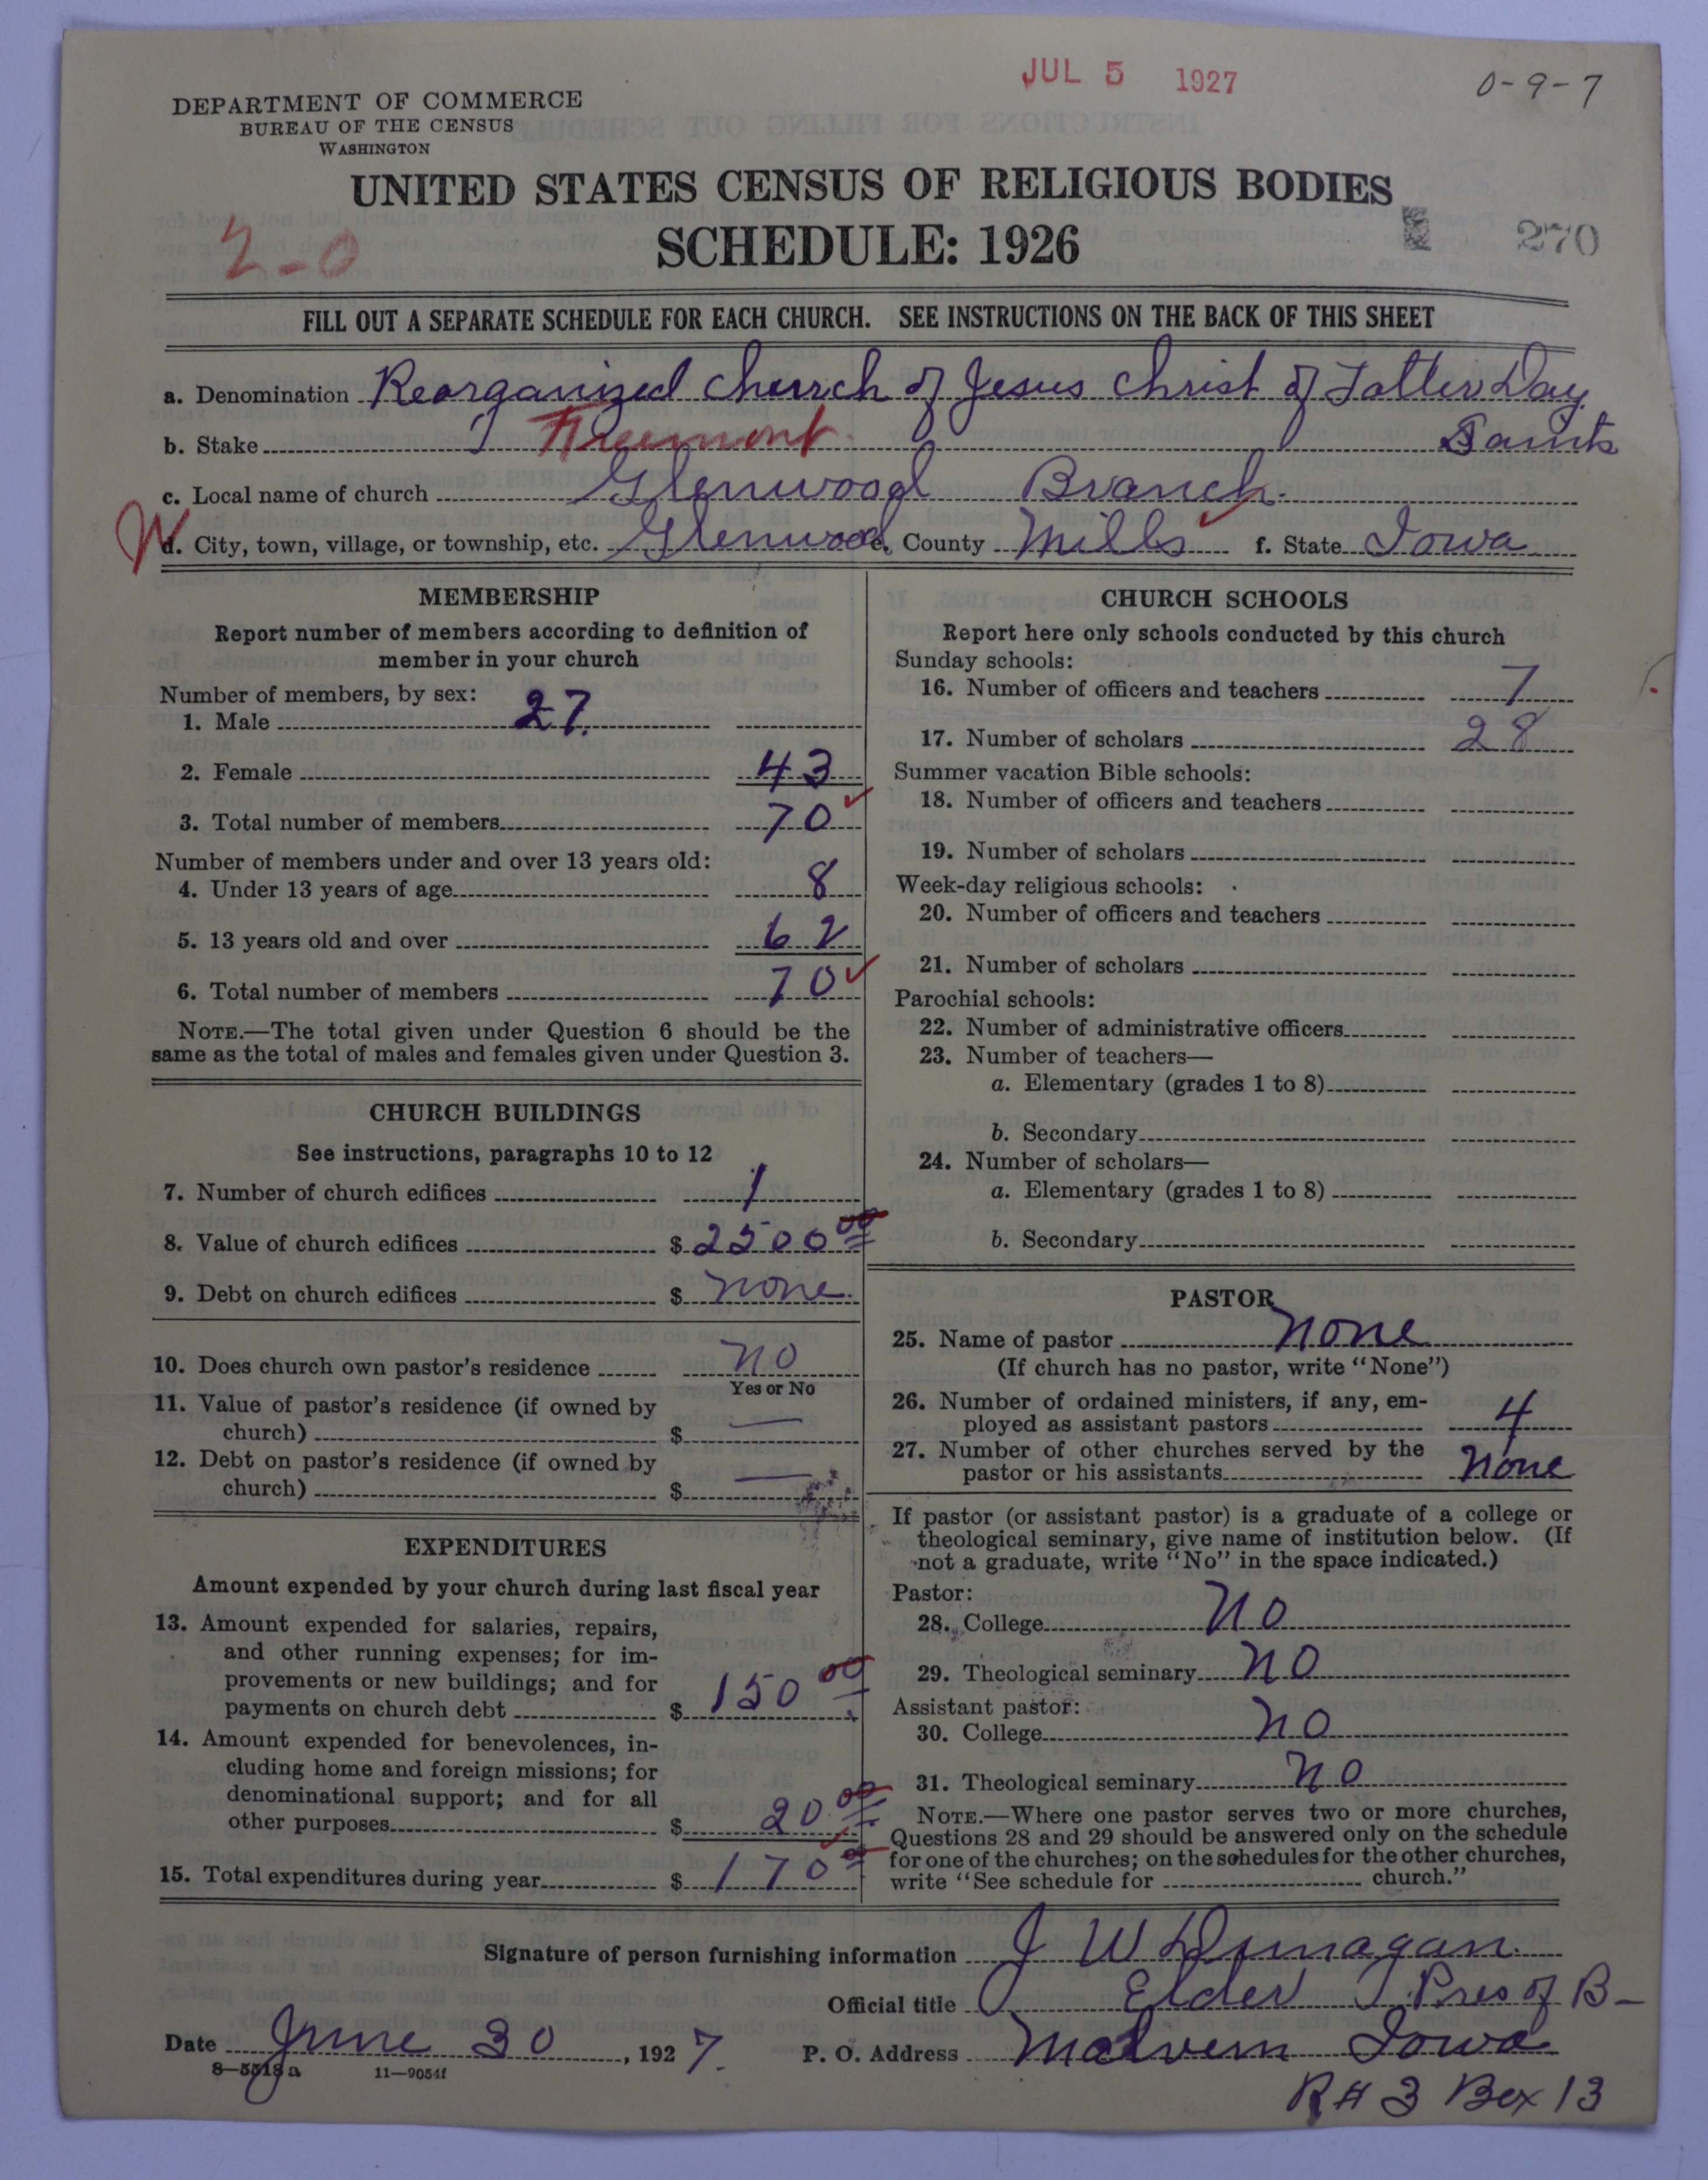 JUL 5 1927
0-9-7
DEPARTMENT OF COMMERCE
BUREAU OF THE CENSUS
WASHINGTON
UNITED STATES CENSUS OF RELIGIOUS BODIES
SCHEDULE: 1926
2-0
270
FILL OUT A SEPARATE SCHEDULE FOR EACH CHURCH. SEE INSTRUCTIONS ON THE BACK OF THIS SHEET
a. Denomination Reorganized Church of Jesus Christ of Latter Day
Saints
b. Stake Freemont
c. Local name of church Glenwood Branch.
d. City, town, village, or township, etc. Glenwood e. County Mills f. State Iowa
MEMBERSHIP
Report number of members according to definition of
member in your church
Number of members, by sex:
1. Male 27.
2. Female 43
3. Total number of members 70
Number of members under and over 13 years old:
4. Under 13 years of age 8
5. 13 years old and over 62
6. Total number of members 70
NOTE.—The total given under Question 6 should be the
same as the total of males and females given under Question 3.
CHURCH BUILDINGS
See instructions, paragraphs 10 to 12
7. Number of church edifices 1
8. Value of church edifices $ 2500 00
9. Debt on church edifices $ none.
10. Does church own pastor's residence no
Yes or No
11. Value of pastor's residence (if owned by
church) $ —
12. Debt on pastor's residence (if owned by
church) $ —
EXPENDITURES
Amount expended by your church during last fiscal year
13. Amount expended for salaries, repairs,
and other running expenses; for im-
provements or new buildings; and for
payments on church debt $ 150 00
14. Amount expended for benevolences, in-
cluding home and foreign missions; for
denominational support; and for all
other purposes $ 20 00
15. Total expenditures during year $ 170 00
CHURCH SCHOOLS
Report here only schools conducted by this church
Sunday schools:
16. Number of officers and teachers 7
17. Number of scholars 28
Summer vacation Bible schools:
18. Number of officers and teachers
19. Number of scholars
Week-day religious schools:
20. Number of officers and teachers
21. Number of scholars
Parochial schools:
22. Number of administrative officers
23. Number of teachers—
a. Elementary (grades 1 to 8)
b. Secondary
24. Number of scholars—
a. Elementary (grades 1 to 8)
b. Secondary
PASTOR
25. Name of pastor None
(If church has no pastor, write "None")
26. Number of ordained ministers, if any, em-
ployed as assistant pastors 4
27. Number of other churches served by the
pastor or his assistants None
If pastor (or assistant pastor) is a graduate of a college or
theological seminary, give name of institution below. (If
not a graduate, write "No" in the space indicated.)
Pastor:
28. College No
29. Theological seminary No
Assistant pastor:
30. College No
31. Theological seminary No
NOTE.—Where one pastor serves two or more churches,
Questions 28 and 29 should be answered only on the schedule
for one of the churches; on the schedules for the other churches,
write "See schedule for church."
Signature of person furnishing information J W Dunagan.
Official title Elder Pres of B-
Date June 30, 1927. P. O. Address Malvern Iowa
R # 3 Box 13
8-5518 a 11-9054f